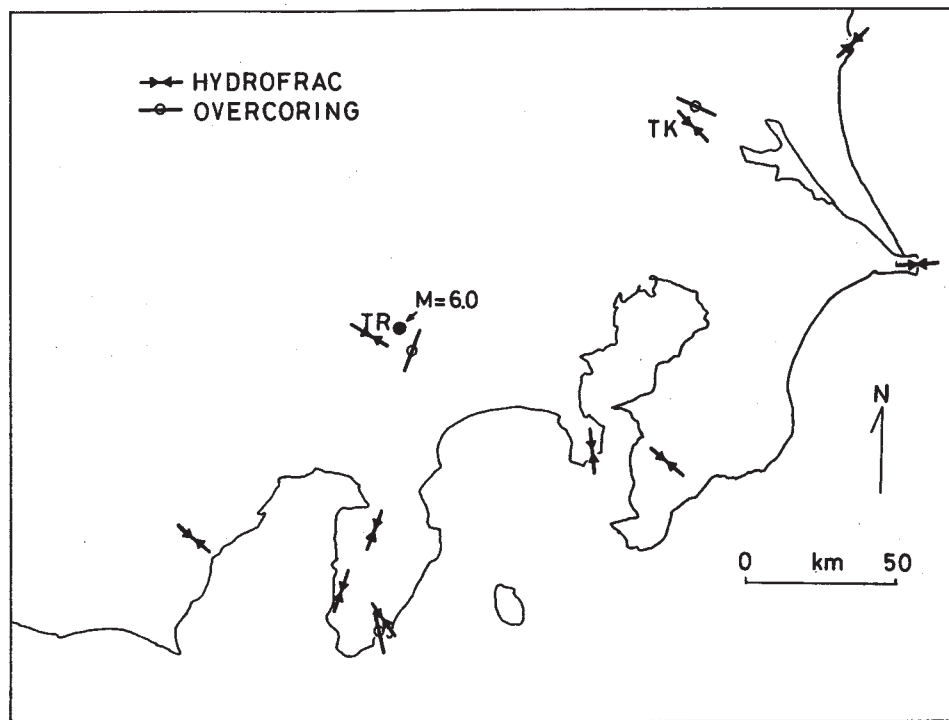 HYDROFRAC
OVERCORING
TK
M=6.0
TR
N
0 km 50